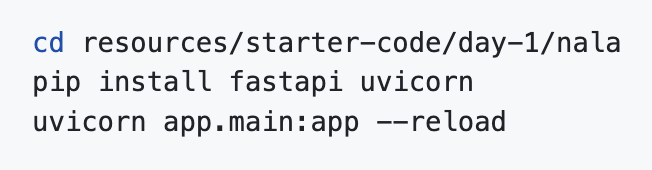 cd resources/starter-code/day-1/nala
pip install fastapi uvicorn
uvicorn app.main:app --reload